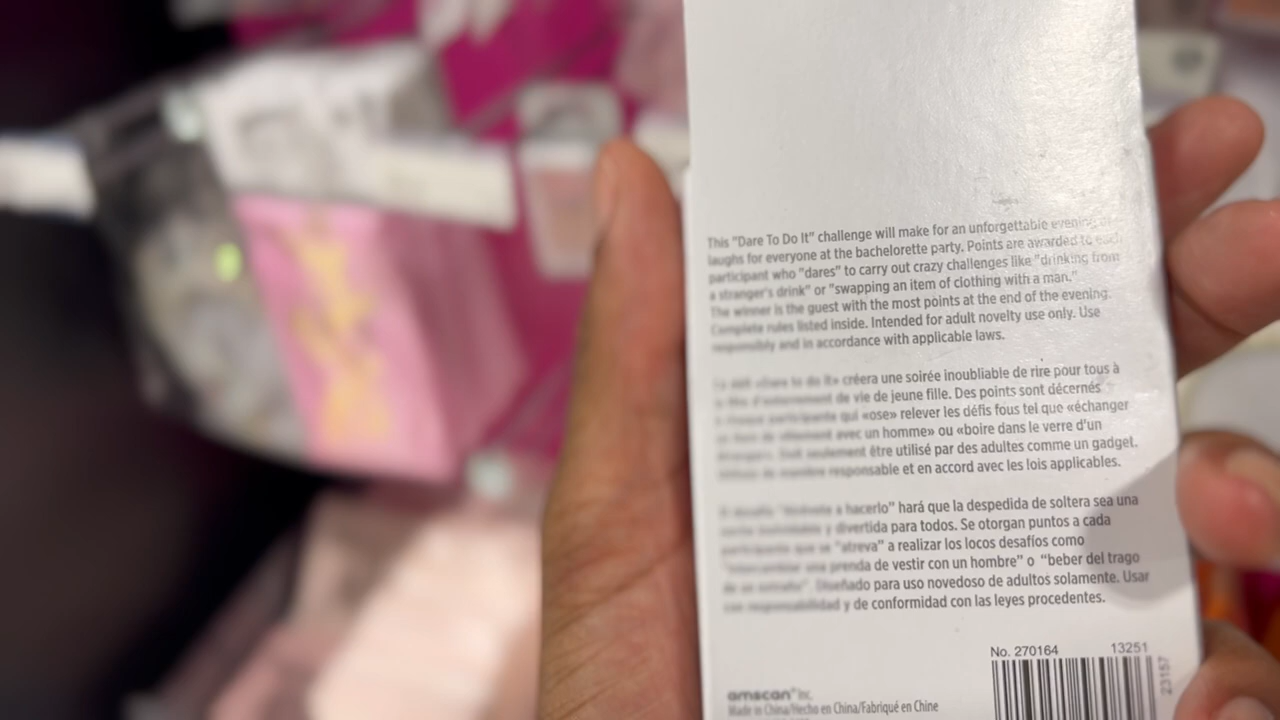 This "Dare To Do It" challenge will make for an unforgettable evening of
laughs for everyone at the bachelorette party. Points are awarded to each
participant who "dares" to carry out crazy challenges like "drinking from
a stranger's drink" or "swapping an item of clothing with a man."
The winner is the guest with the most points at the end of the evening.
Complete rules listed inside. Intended for adult novelty use only. Use
responsibly and in accordance with applicable laws.
créera une soirée inoubliable de rire pour tous à
de vie de jeune fille. Des points sont décernés
qui «ose» relever les défis fous tel que «échanger
avec un homme» ou «boire dans le verre d'un
être utilisé par des adultes comme un gadget.
responsable et en accord avec les lois applicables.
a hacerlo" hará que la despedida de soltera sea una
y divertida para todos. Se otorgan puntos a cada
participante que se "atreva" a realizar los locos desafíos como
prenda de vestir con un hombre" o "beber del trago
Diseñado para uso novedoso de adultos solamente. Usar
y de conformidad con las leyes procedentes.
No. 270164 13251
23157
amscan Inc.
Made in China/Hecho en China/Fabriqué en Chine